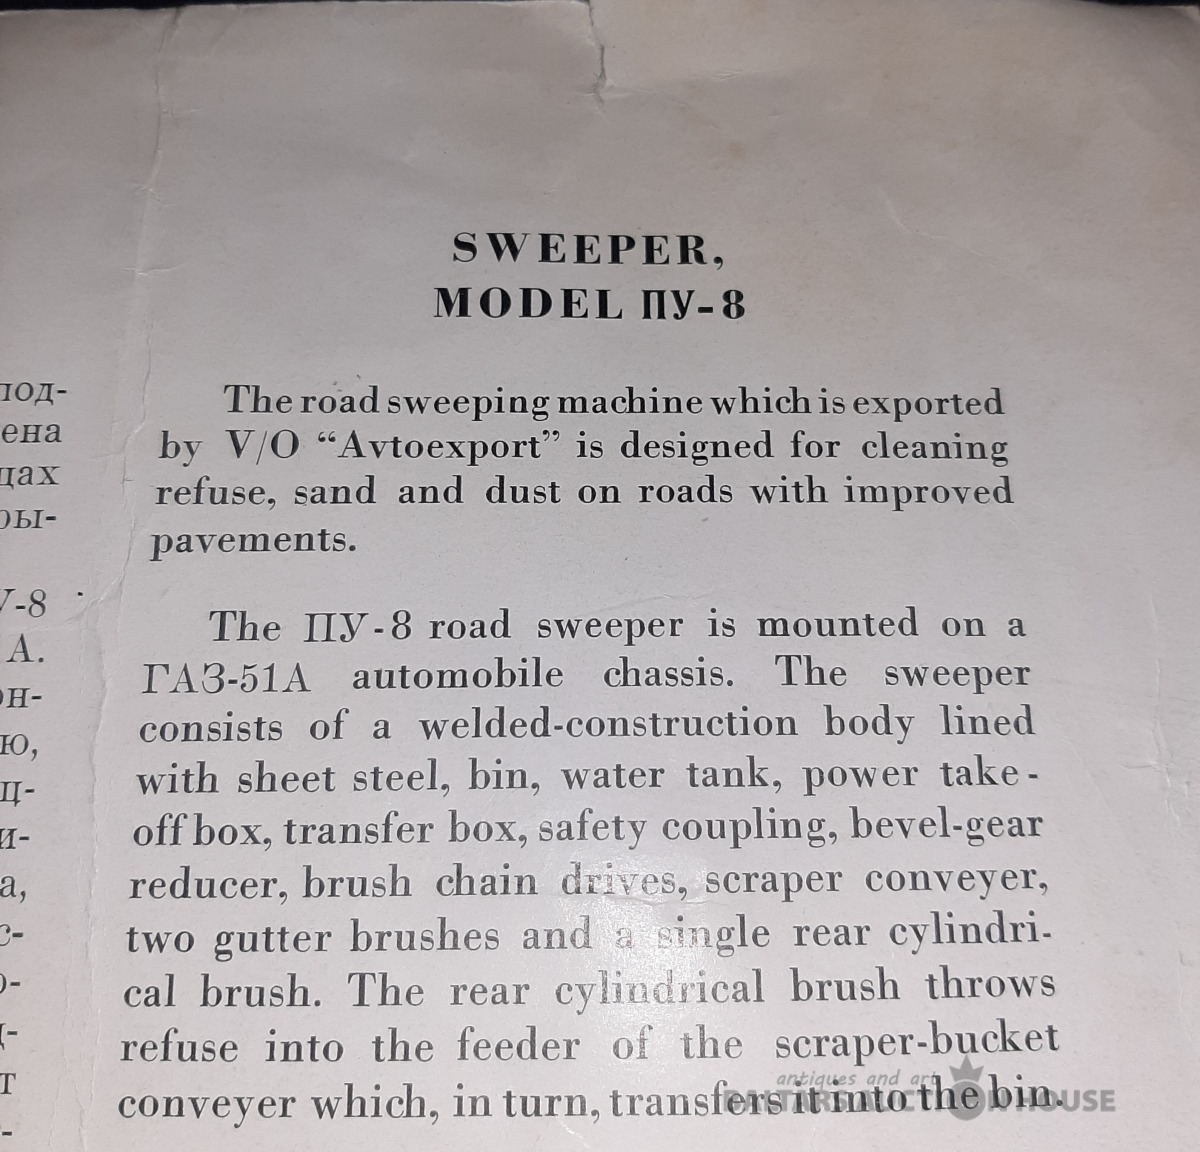 SWEEPER,
MODEL ПУ-8
The road sweeping machine which is exported
by V/O “Avtoexport” is designed for cleaning
refuse, sand and dust on roads with improved
pavements.
The ПУ-8 road sweeper is mounted on a
ГАЗ-51А automobile chassis. The sweeper
consists of a welded-construction body lined
with sheet steel, bin, water tank, power take-
off box, transfer box, safety coupling, bevel-gear
reducer, brush chain drives, scraper conveyer,
two gutter brushes and a single rear cylindri-
cal brush. The rear cylindrical brush throws
refuse into the feeder of the scraper-bucket
conveyer which, in turn, transfers it into the bin.
antiques and art